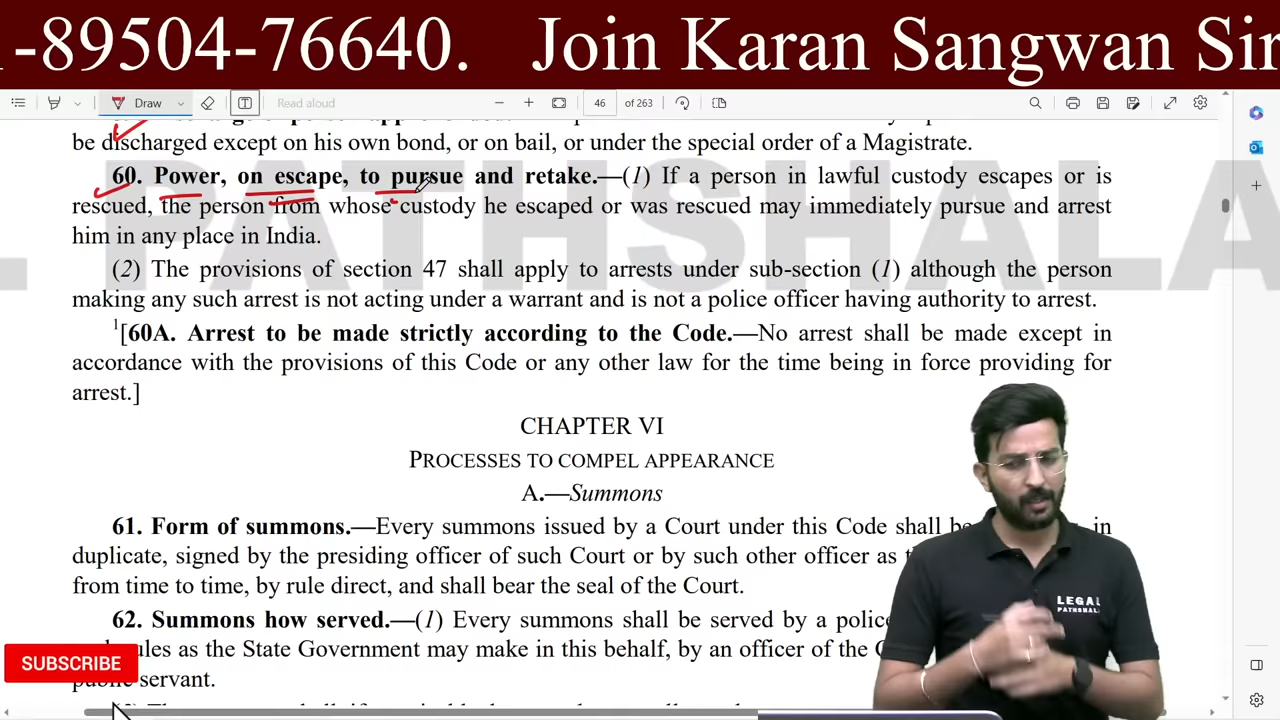 -89504-76640. Join Karan Sangwan Sir
Draw
Read aloud
46 of 263
be discharged except on his own bond, or on bail, or under the special order of a Magistrate.
60. Power, on escape, to pursue and retake.—(1) If a person in lawful custody escapes or is
rescued, the person from whose custody he escaped or was rescued may immediately pursue and arrest
him in any place in India.
(2) The provisions of section 47 shall apply to arrests under sub-section (1) although the person
making any such arrest is not acting under a warrant and is not a police officer having authority to arrest.
1[60A. Arrest to be made strictly according to the Code.—No arrest shall be made except in
accordance with the provisions of this Code or any other law for the time being in force providing for
arrest.]
CHAPTER VI
PROCESSES TO COMPEL APPEARANCE
A.—Summons
61. Form of summons.—Every summons issued by a Court under this Code shall in
duplicate, signed by the presiding officer of such Court or by such other officer as
from time to time, by rule direct, and shall bear the seal of the Court.
62. Summons how served.—(1) Every summons shall be served by a police
as the State Government may make in this behalf, by an officer of the
servant.
PATHSHALA
LEGAL
PATHSHALA
SUBSCRIBE